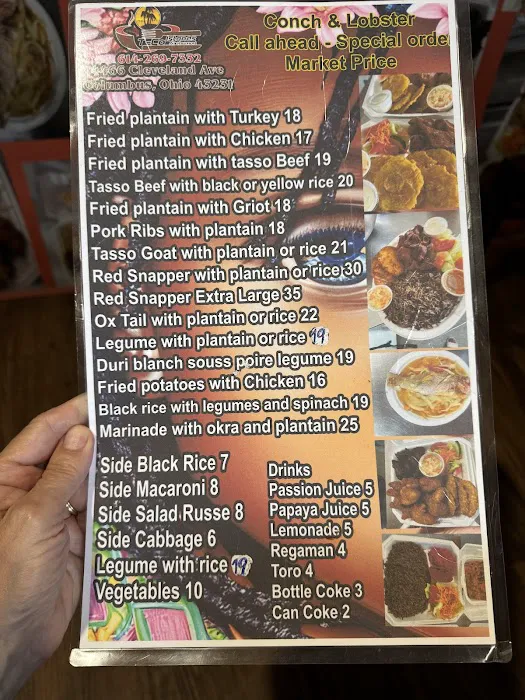 Conch & Lobster
Call ahead - Special order
Market Price
614-269-7332
Cleveland Ave
Columbus, Ohio 43231
Fried plantain with Turkey 18
Fried plantain with Chicken 17
Fried plantain with tasso Beef 19
Tasso Beef with black or yellow rice 20
Fried plantain with Griot 18
Pork Ribs with plantain 18
Tasso Goat with plantain or rice 21
Red Snapper with plantain or rice 30
Red Snapper Extra Large 35
Ox Tail with plantain or rice 22
Legume with plantain or rice 19
Duri blanch souss poire legume 19
Fried potatoes with Chicken 16
Black rice with legumes and spinach 19
Marinade with okra and plantain 25
Side Black Rice 7
Side Macaroni 8
Side Salad Russe 8
Side Cabbage 6
Legume with rice 19
Vegetables 10
Drinks
Passion Juice 5
Papaya Juice 5
Lemonade 5
Regaman 4
Toro 4
Bottle Coke 3
Can Coke 2